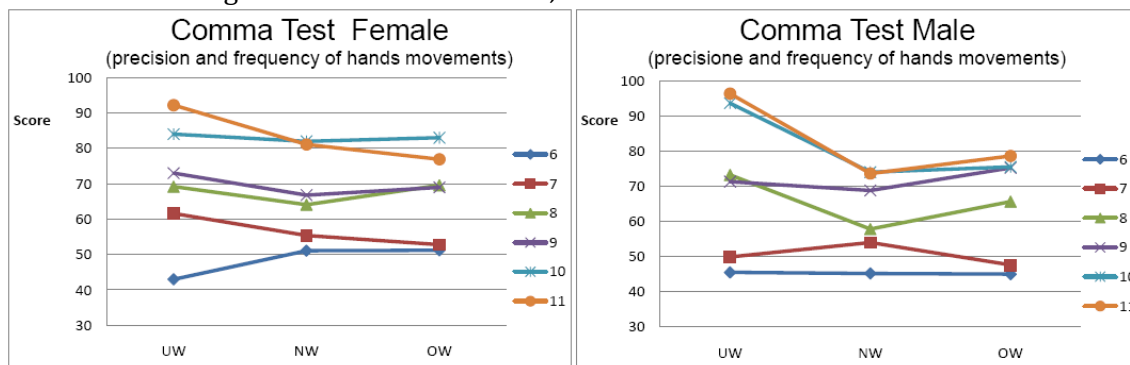 Comma Test Female
(precision and frequency of hands movements)
100
90
Score
80
70
60
50
40
30
UW
NW
OW
6
7
8
9
10
11
Comma Test Male
(precisione and frequency of hands movements)
100
90
Score
80
70
60
50
40
30
UW
NW
OW
6
7
8
9
10
11